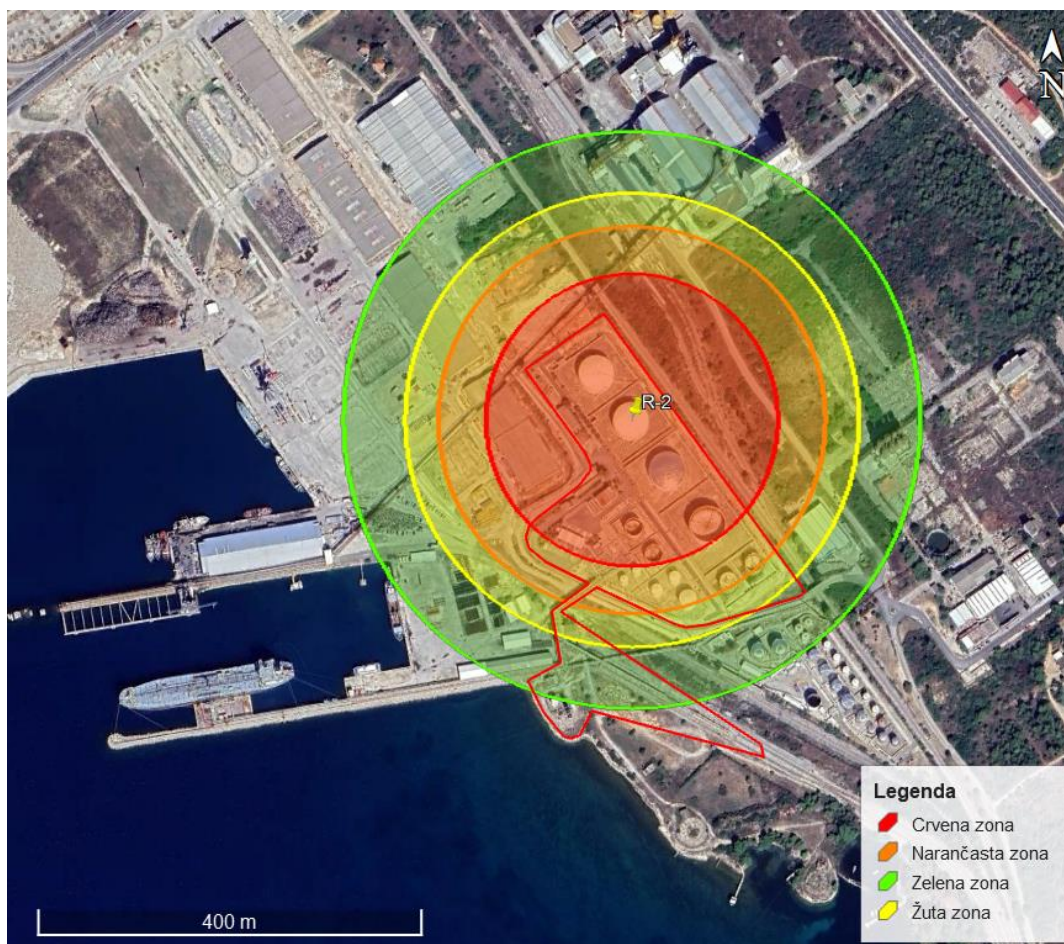 N
R-2
Legenda
Crvena zona
Narančasta zona
Zelena zona
Žuta zona
400 m